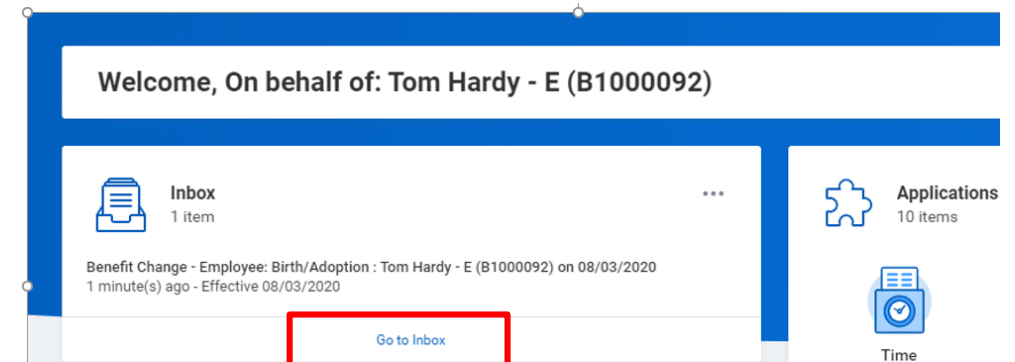 Welcome, On behalf of: Tom Hardy - E (B1000092)
Inbox
1 item
Benefit Change - Employee: Birth/Adoption : Tom Hardy - E (B1000092) on 08/03/2020
1 minute(s) ago - Effective 08/03/2020
Go to Inbox
Applications
10 items
Time